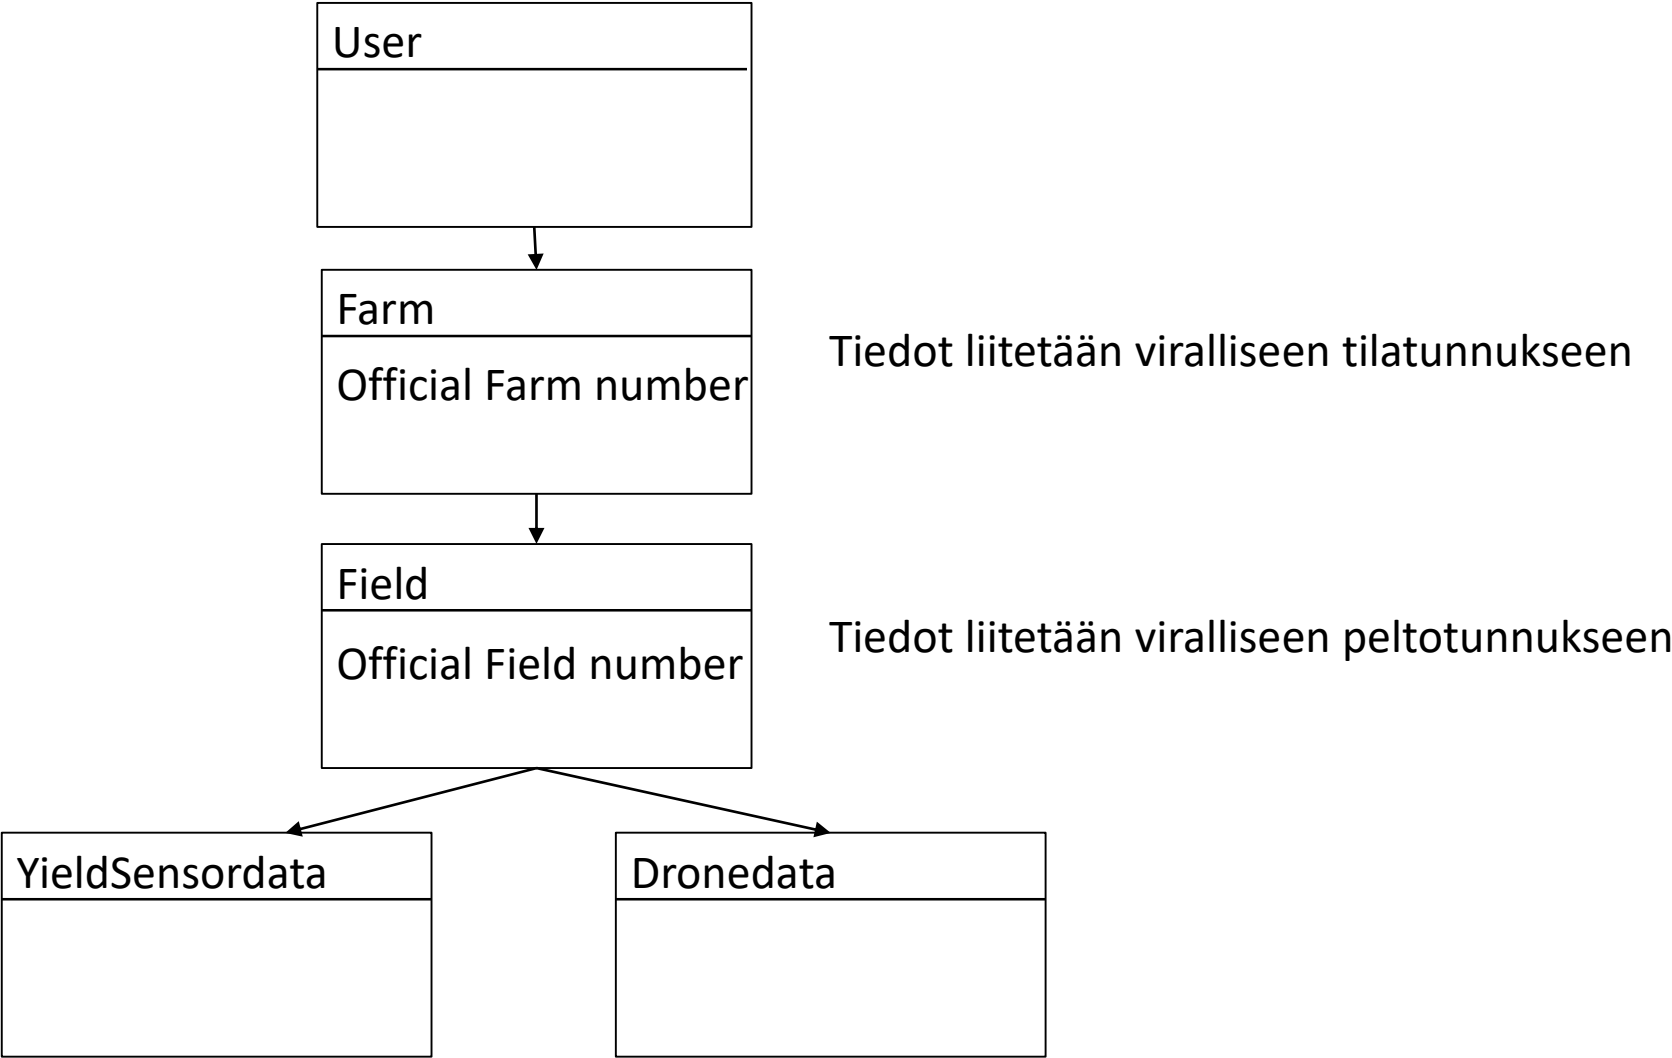 User
Farm
Official Farm number
Tiedot liitetään viralliseen tilatunnukseen
Field
Official Field number
Tiedot liitetään viralliseen peltotunnukseen
YieldSensordata
Dronedata